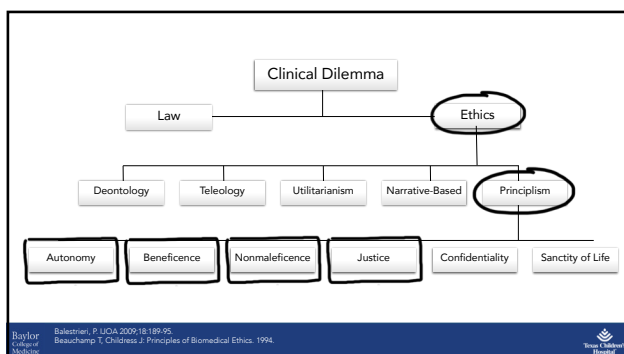 Clinical Dilemma
Law
Ethics
Deontology
Teleology
Utilitarianism
Narrative-Based
Principlism
Autonomy
Beneficence
Nonmaleficence
Justice
Confidentiality
Sanctity of Life
Baylor
College of
Medicine
Balestrieri, P. IJOA 2009;18:189-95.
Beauchamp T, Childress J: Principles of Biomedical Ethics. 1994.
Texas Children's
Hospital